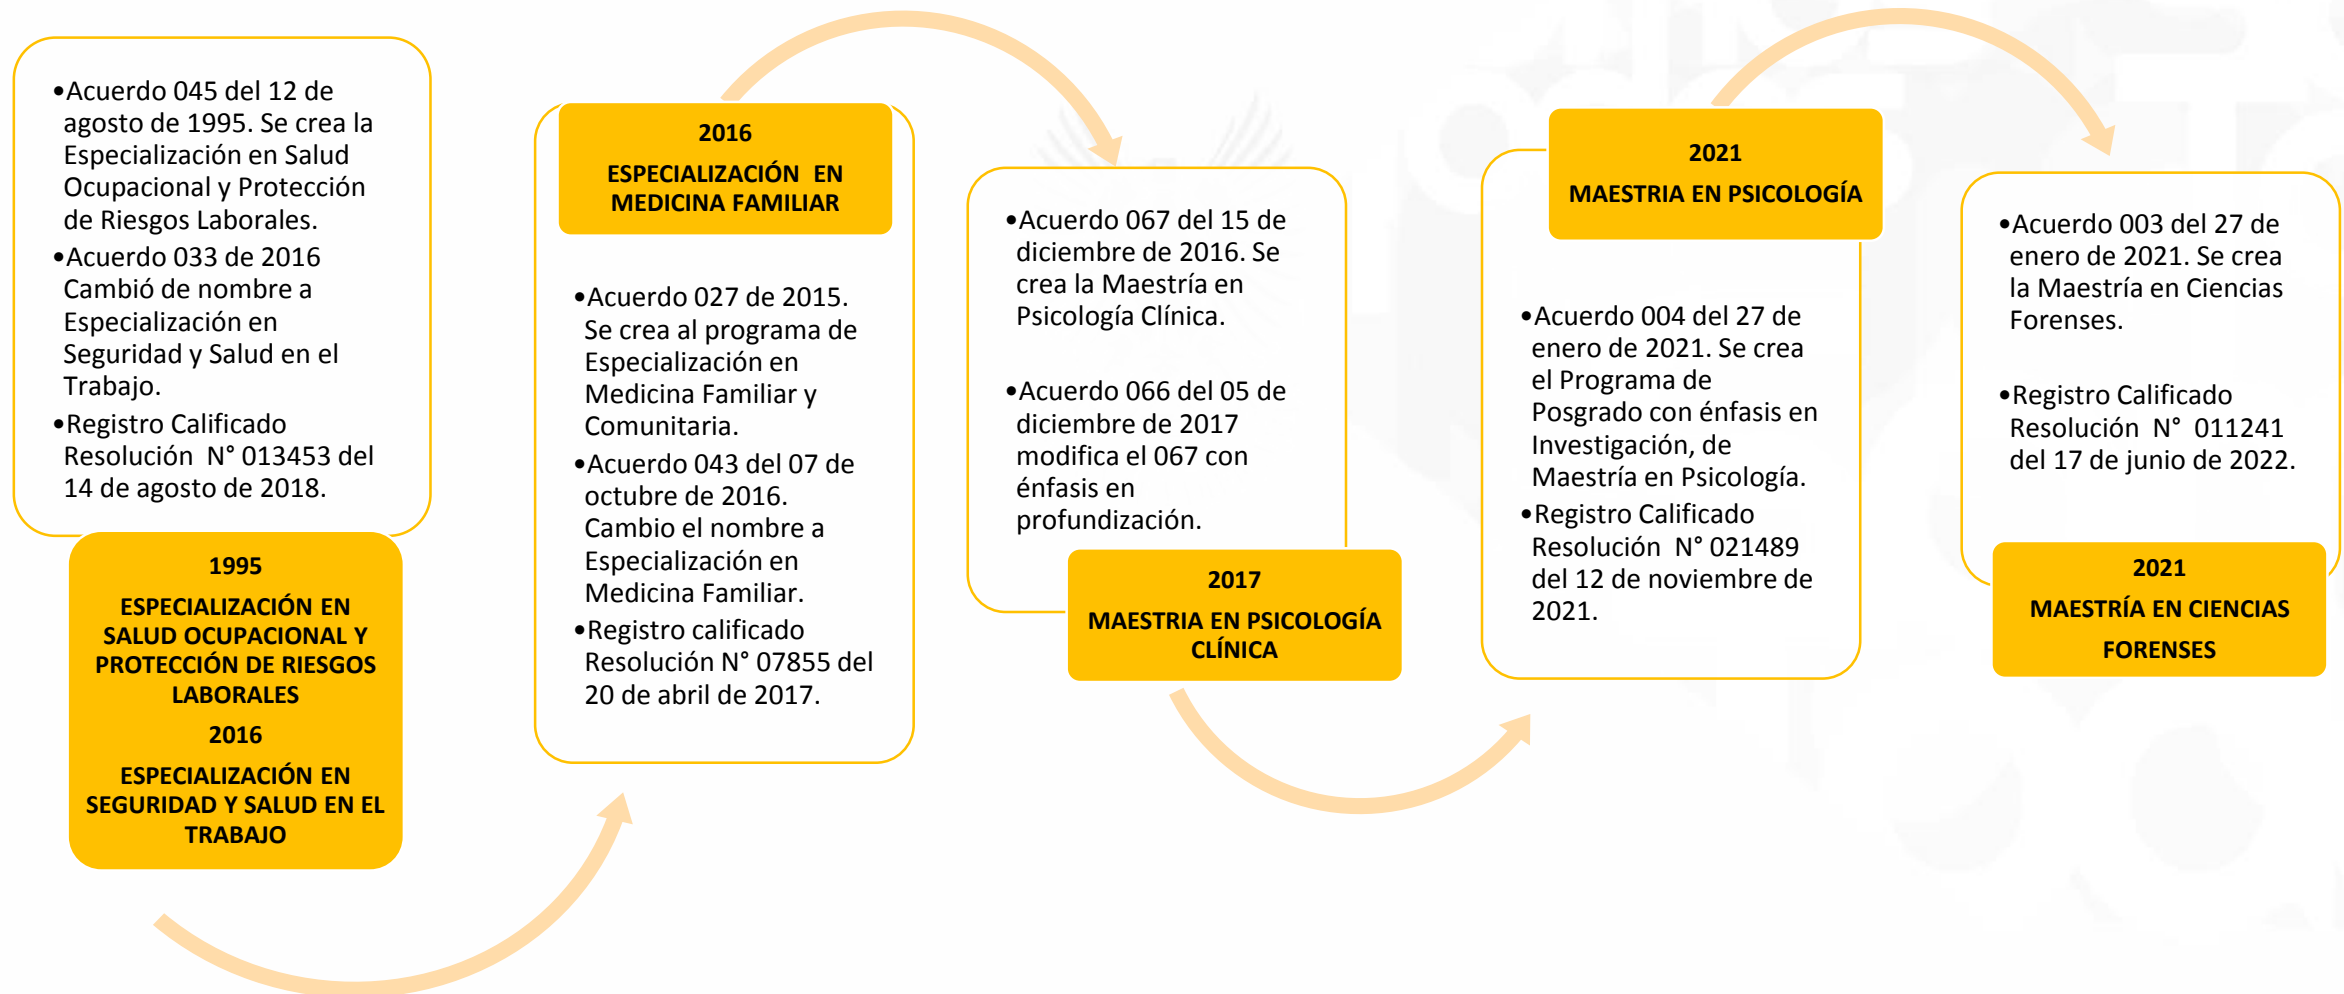 •Acuerdo 045 del 12 de
agosto de 1995. Se crea la
Especialización en Salud
Ocupacional y Protección
de Riesgos Laborales.
•Acuerdo 033 de 2016
Cambió de nombre a
Especialización en
Seguridad y Salud en el
Trabajo.
•Registro Calificado
Resolución N° 013453 del
14 de agosto de 2018.
1995
ESPECIALIZACIÓN EN
SALUD OCUPACIONAL Y
PROTECCIÓN DE RIESGOS
LABORALES
2016
ESPECIALIZACIÓN EN
SEGURIDAD Y SALUD EN EL
TRABAJO
2016
ESPECIALIZACIÓN EN
MEDICINA FAMILIAR
•Acuerdo 027 de 2015.
Se crea al programa de
Especialización en
Medicina Familiar y
Comunitaria.
•Acuerdo 043 del 07 de
octubre de 2016.
Cambio el nombre a
Especialización en
Medicina Familiar.
•Registro calificado
Resolución N° 07855 del
20 de abril de 2017.
•Acuerdo 067 del 15 de
diciembre de 2016. Se
crea la Maestría en
Psicología Clínica.
•Acuerdo 066 del 05 de
diciembre de 2017
modifica el 067 con
énfasis en
profundización.
2017
MAESTRIA EN PSICOLOGÍA
CLÍNICA
2021
MAESTRIA EN PSICOLOGÍA
•Acuerdo 004 del 27 de
enero de 2021. Se crea
el Programa de
Posgrado con énfasis en
Investigación, de
Maestría en Psicología.
•Registro Calificado
Resolución N° 021489
del 12 de noviembre de
2021.
•Acuerdo 003 del 27 de
enero de 2021. Se crea
la Maestría en Ciencias
Forenses.
•Registro Calificado
Resolución N° 011241
del 17 de junio de 2022.
2021
MAESTRÍA EN CIENCIAS
FORENSES